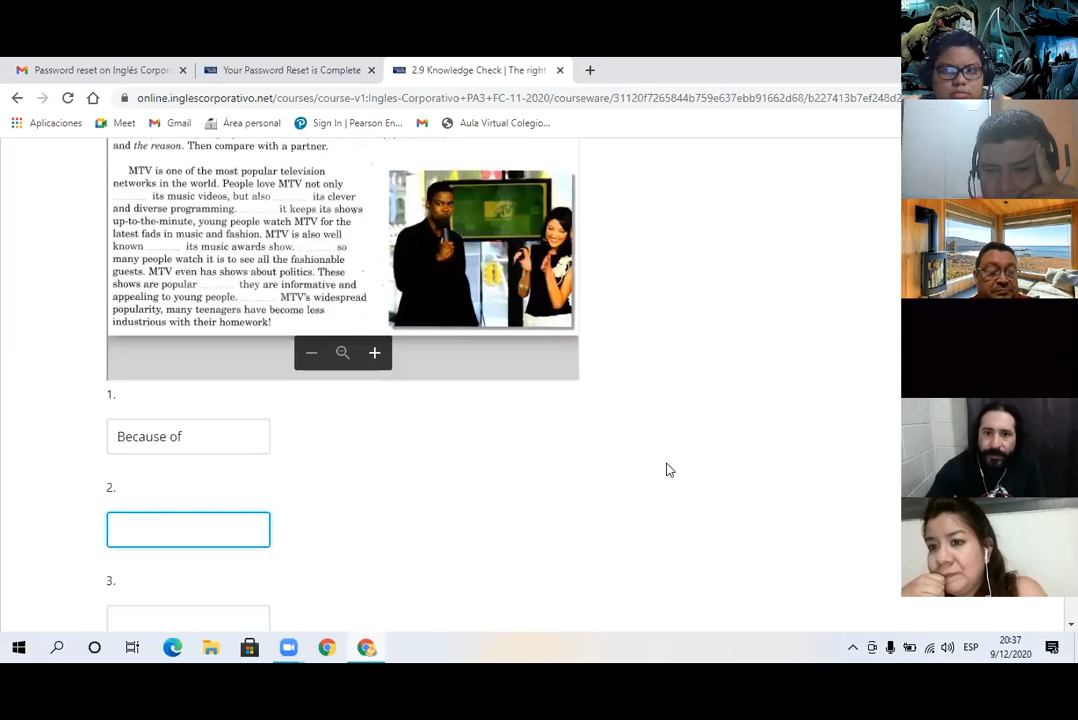 Password reset on Inglés Corpor
Your Password Reset is Complete
2.9 Knowledge Check | The right
online.inglescorporativo.net/courses/course-v1:Ingles-Corporativo+PA3+FC-11-2020/courseware/31120f7265844b759e637ebb91662d68/b227413b7ef248d2
Aplicaciones
Meet
Gmail
Área personal
Sign In | Pearson En...
Aula Virtual Colegio...
and the reason. Then compare with a partner.
MTV is one of the most popular television
networks in the world. People love MTV not only
its music videos, but also its clever
and diverse programming. it keeps its shows
up-to-the-minute, young people watch MTV for the
latest fads in music and fashion. MTV is also well
known its music awards show. so
many people watch it is to see all the fashionable
guests. MTV even has shows about politics. These
shows are popular they are informative and
appealing to young people. MTV's widespread
popularity, many teenagers have become less
industrious with their homework!
1.
Because of
2.
3.
ESP
20:37
9/12/2020